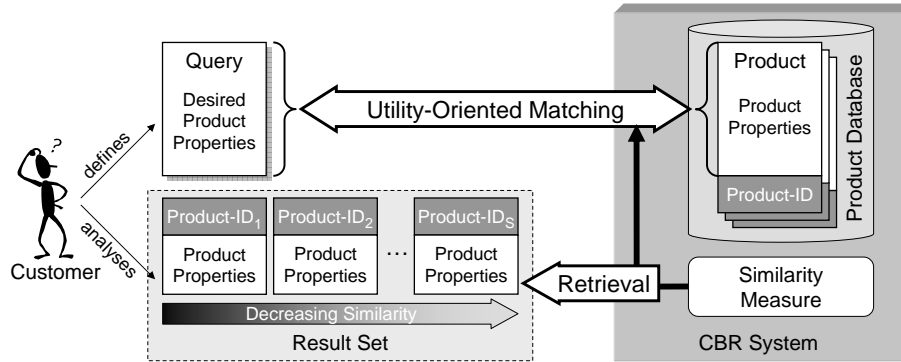 Query
Desired
Product
Properties
Utility-Oriented Matching
Product
Product
Properties
Product-ID
Product Database
?
defines
analyses
Customer
Product-ID1
Product
Properties
Product-ID2
Product
Properties
...
Product-IDS
Product
Properties
Decreasing Similarity
Result Set
Retrieval
Similarity
Measure
CBR System